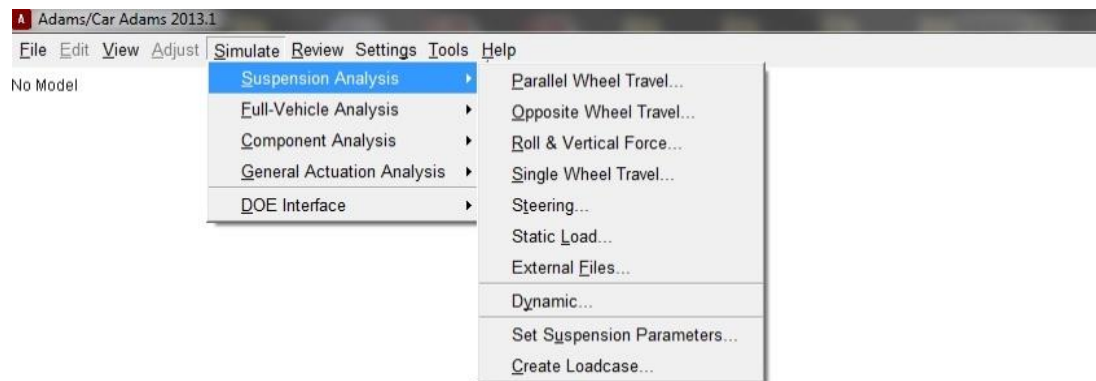 Adams/Car Adams 2013.1
File Edit View Adjust Simulate Review Settings Tools Help
No Model
Suspension Analysis
Full-Vehicle Analysis
Component Analysis
General Actuation Analysis
DOE Interface
Parallel Wheel Travel...
Opposite Wheel Travel...
Roll & Vertical Force...
Single Wheel Travel...
Steering...
Static Load...
External Files...
Dynamic...
Set Suspension Parameters...
Create Loadcase...